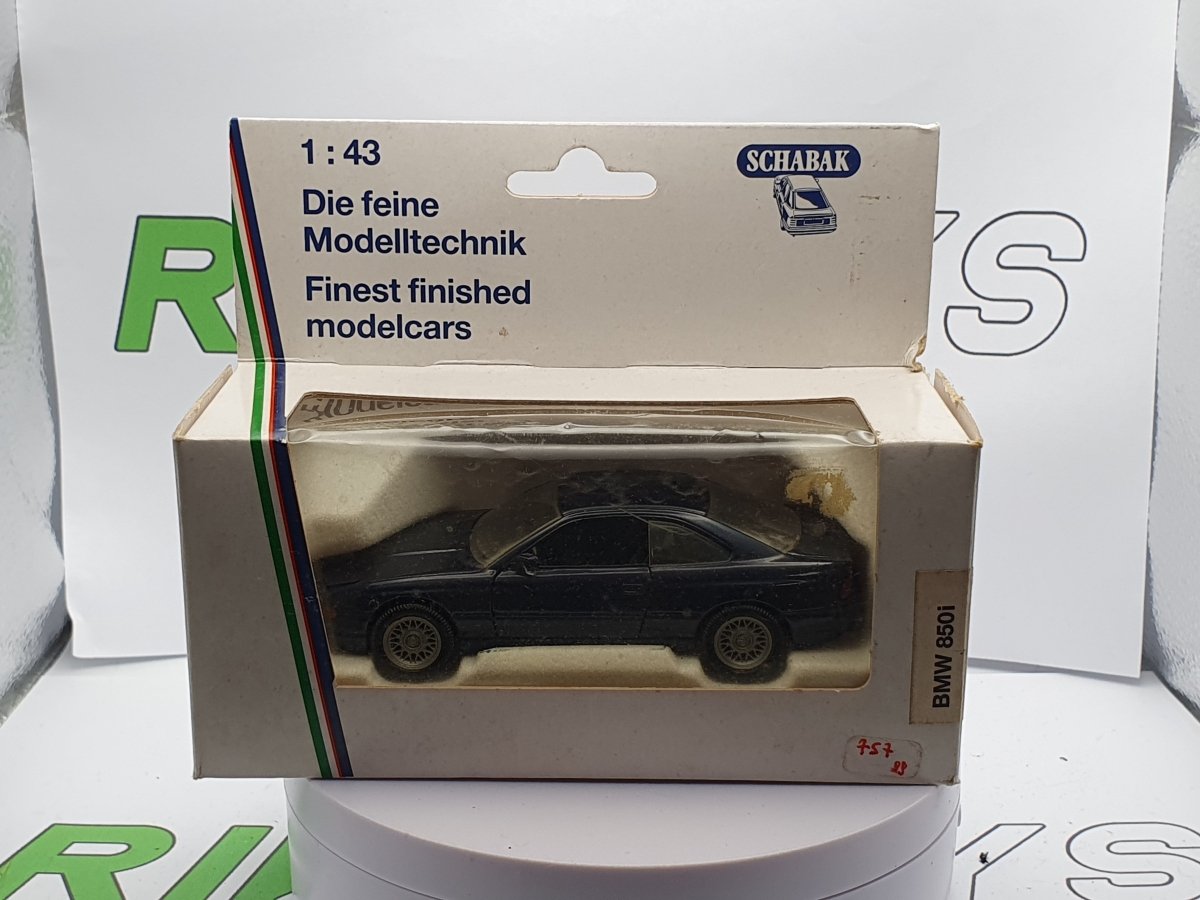 1 : 43
Die feine
Modelltechnik
Finest finished
modelcars
SCHABAK
BMW 850i
757